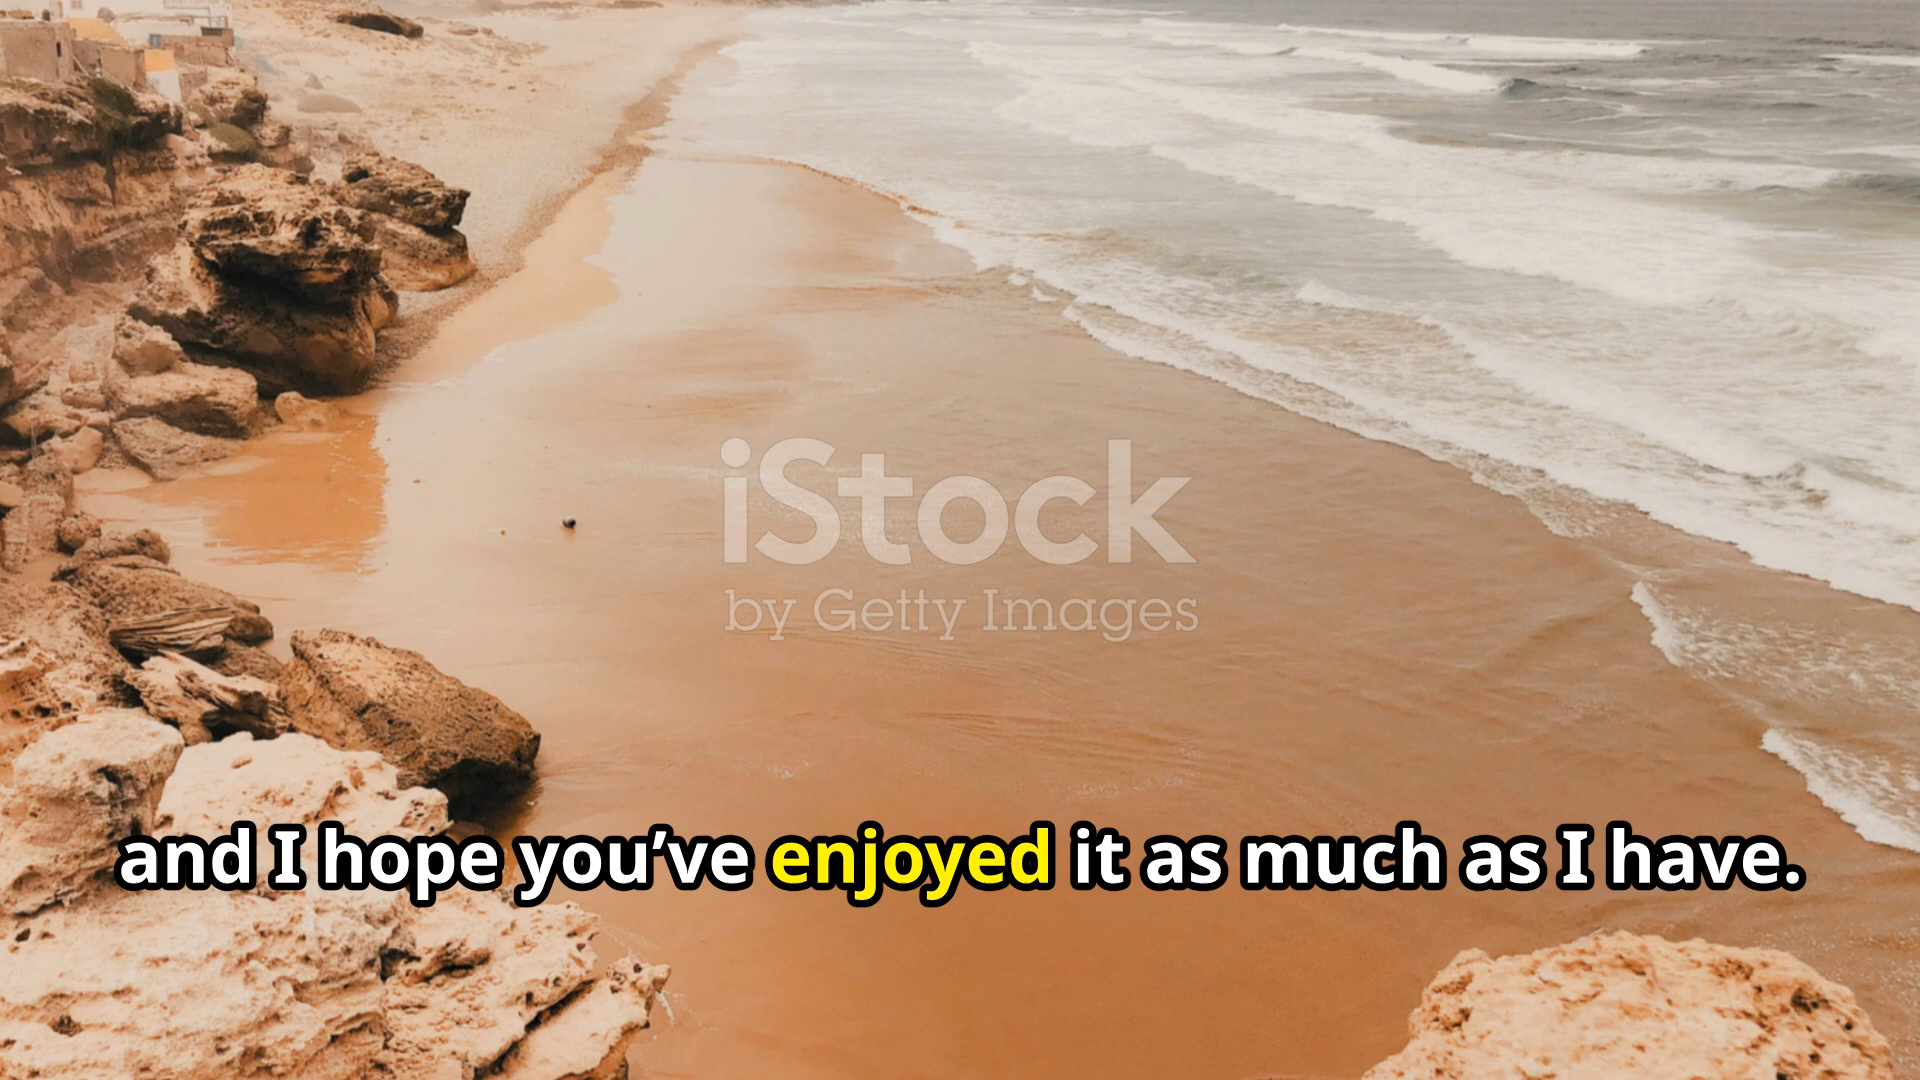 iStock
by Getty Images
and I hope you’ve enjoyed it as much as I have.